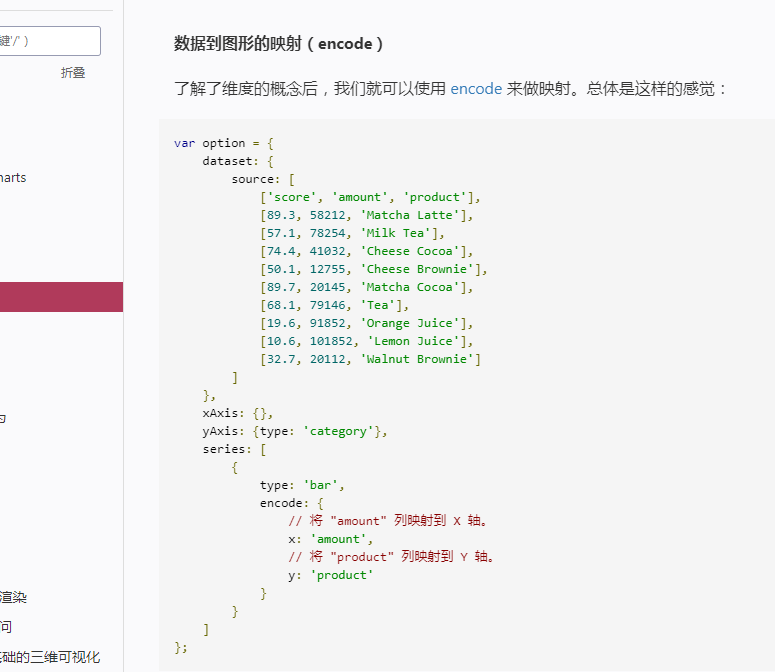 键'/' )
折叠
harts
渲染
问
基础的三维可视化
数据到图形的映射（encode）
了解了维度的概念后，我们就可以使用 encode 来做映射。总体是这样的感觉：
var option = {
dataset: {
source: [
['score', 'amount', 'product'],
[89.3, 58212, 'Matcha Latte'],
[57.1, 78254, 'Milk Tea'],
[74.4, 41032, 'Cheese Cocoa'],
[50.1, 12755, 'Cheese Brownie'],
[89.7, 20145, 'Matcha Cocoa'],
[68.1, 79146, 'Tea'],
[19.6, 91852, 'Orange Juice'],
[10.6, 101852, 'Lemon Juice'],
[32.7, 20112, 'Walnut Brownie']
]
},
xAxis: {},
yAxis: {type: 'category'},
series: [
{
type: 'bar',
encode: {
// 将 "amount" 列映射到 X 轴。
x: 'amount',
// 将 "product" 列映射到 Y 轴。
y: 'product'
}
}
]
};